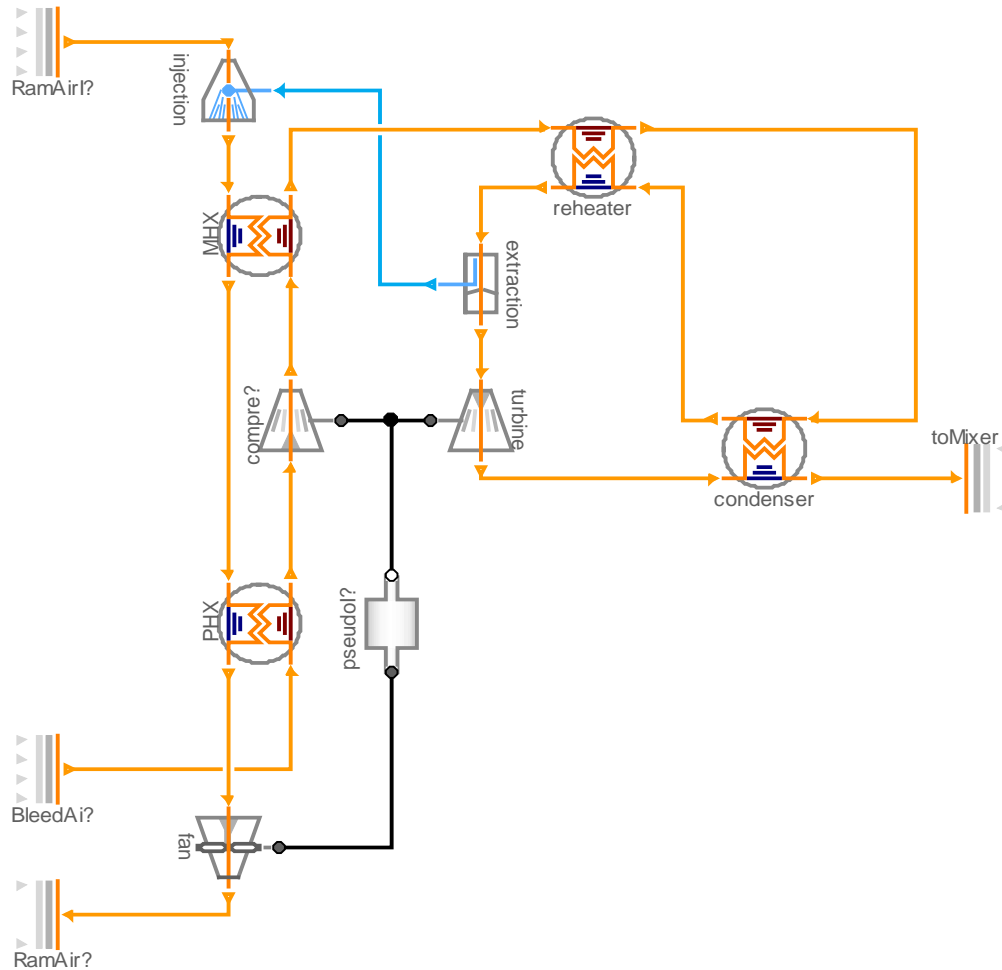 RamAirI?
injection
MHX
reheater
extraction
compre?
turbine
toMixer
condenser
PHX
pseudoI?
BleedAi?
fan
RamAir?